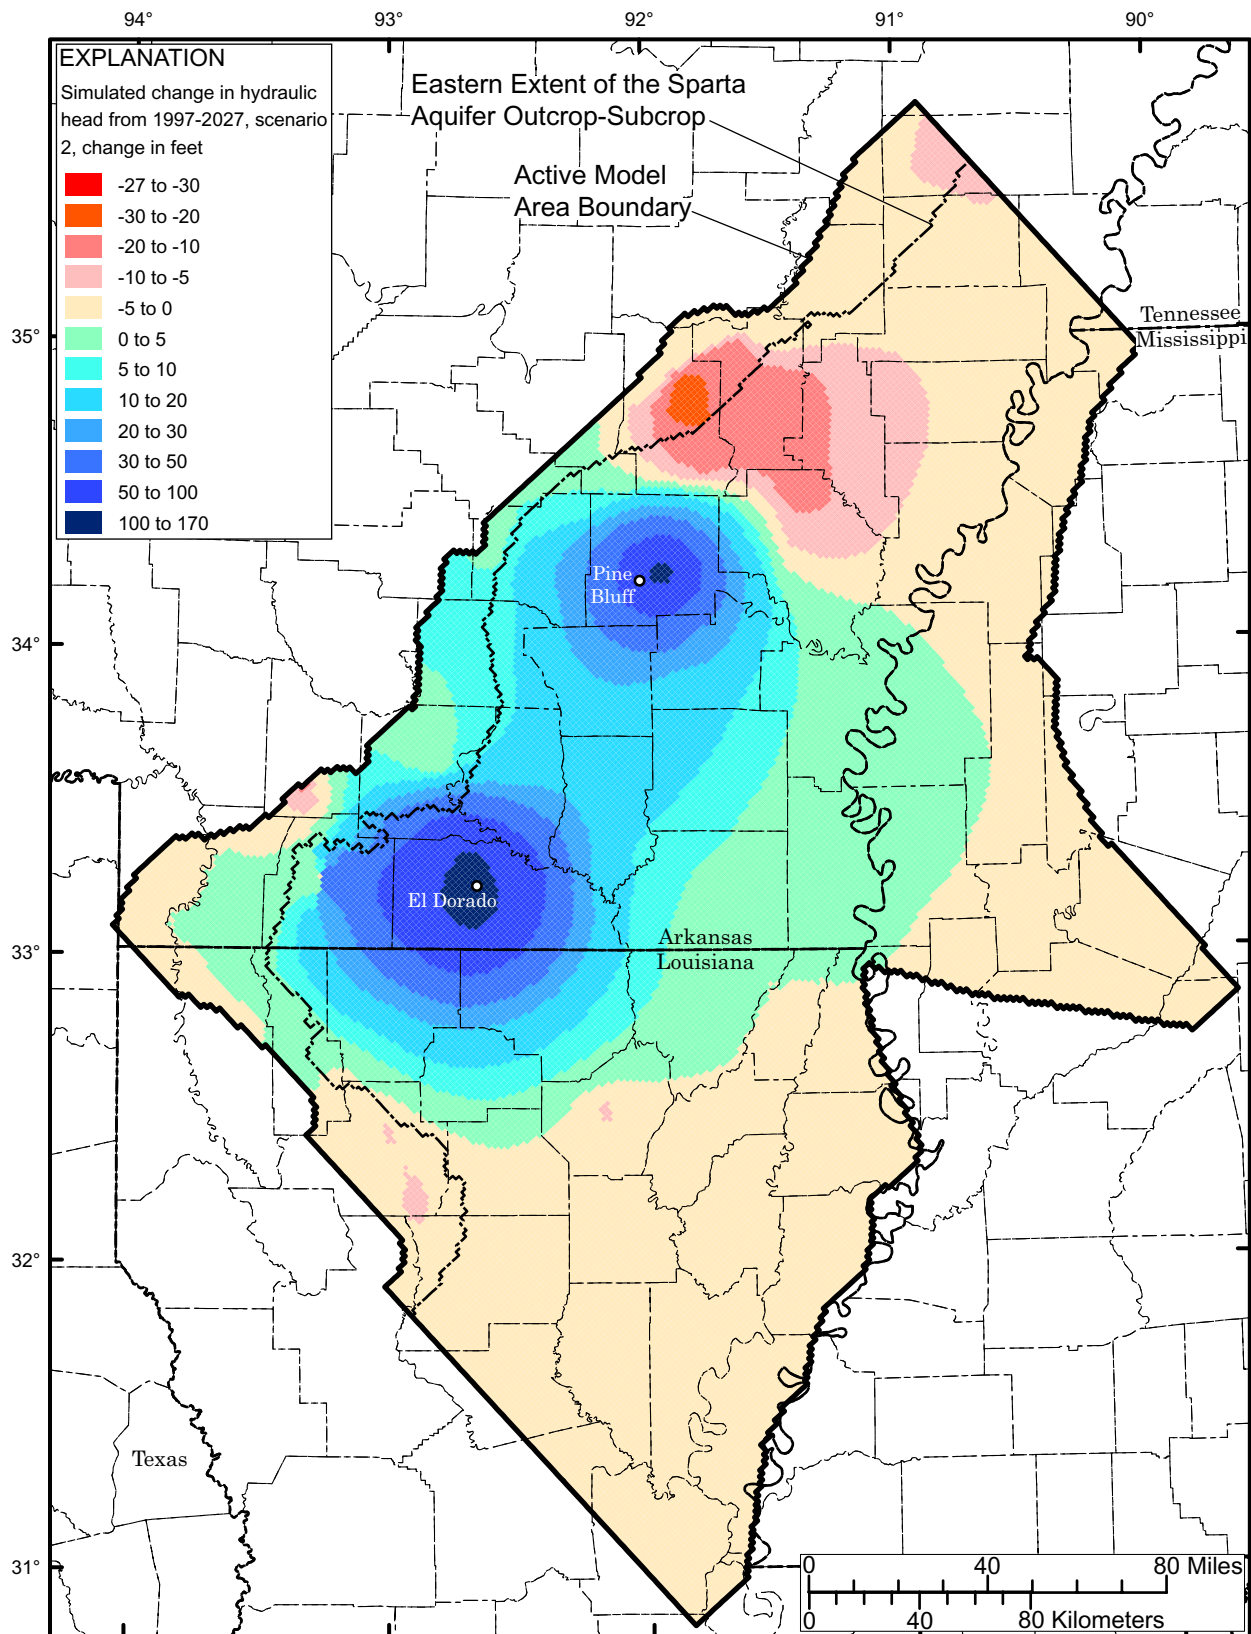 94° 93° 92° 91° 90°
EXPLANATION
Simulated change in hydraulic
head from 1997-2027, scenario
2, change in feet
-27 to -30
-30 to -20
-20 to -10
-10 to -5
-5 to 0
0 to 5
5 to 10
10 to 20
20 to 30
30 to 50
50 to 100
100 to 170
Eastern Extent of the Sparta
Aquifer Outcrop-Subcrop
Active Model
Area Boundary
Tennessee
Mississippi
35°
Pine
Bluff
34°
El Dorado
33°
Arkansas
Louisiana
32°
Texas
31°
0 40 80 Miles
0 40 80 Kilometers